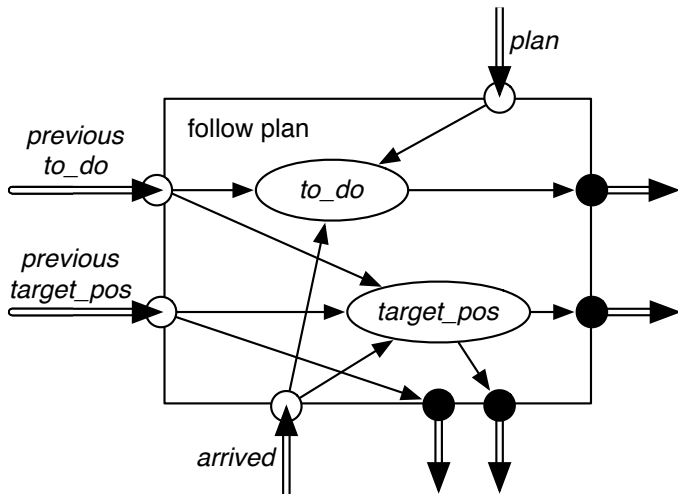 plan
follow plan
previous
to_do
to_do
previous
target_pos
target_pos
arrived